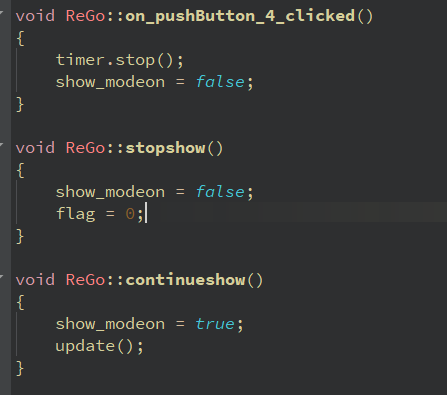 void ReGo::on_pushButton_4_clicked()
{
    timer.stop();
    show_modeon = false;
}

void ReGo::stopshow()
{
    show_modeon = false;
    flag = 0;
}

void ReGo::continueshow()
{
    show_modeon = true;
    update();
}